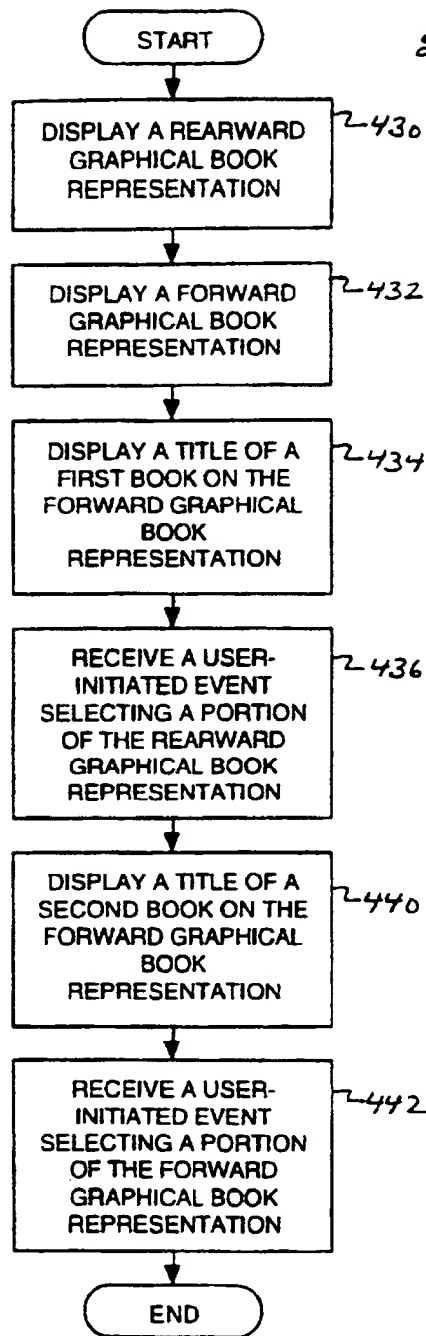 START
DISPLAY A REARWARD
GRAPHICAL BOOK
REPRESENTATION
430
DISPLAY A FORWARD
GRAPHICAL BOOK
REPRESENTATION
432
DISPLAY A TITLE OF A
FIRST BOOK ON THE
FORWARD GRAPHICAL
BOOK
REPRESENTATION
434
RECEIVE A USER-
INITIATED EVENT
SELECTING A PORTION
OF THE REARWARD
GRAPHICAL BOOK
REPRESENTATION
436
DISPLAY A TITLE OF A
SECOND BOOK ON THE
FORWARD GRAPHICAL
BOOK
REPRESENTATION
440
RECEIVE A USER-
INITIATED EVENT
SELECTING A PORTION
OF THE FORWARD
GRAPHICAL BOOK
REPRESENTATION
442
END